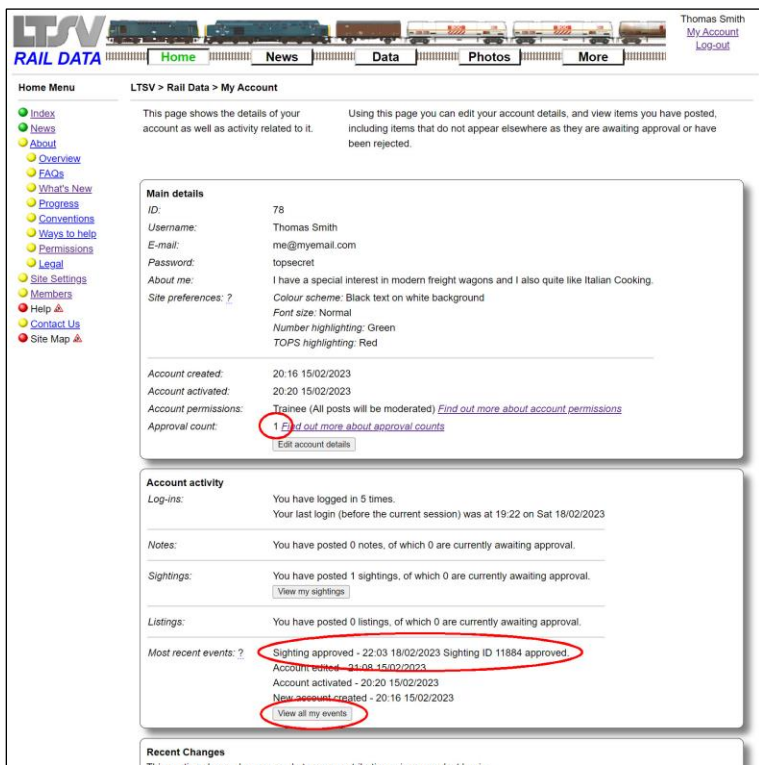 LTSV
RAIL DATA
Home
News
Data
Photos
More
Thomas Smith
My Account
Log-out
Home Menu
Index
News
About
Overview
FAQs
What's New
Progress
Conventions
Ways to help
Permissions
Legal
Site Settings
Members
Help
Contact Us
Site Map
LTSV > Rail Data > My Account
This page shows the details of your
account as well as activity related to it.
Using this page you can edit your account details, and view items you have posted,
including items that do not appear elsewhere as they are awaiting approval or have
been rejected.
Main details
ID: 78
Username: Thomas Smith
E-mail: me@myemail.com
Password: topsecret
About me: I have a special interest in modern freight wagons and I also quite like Italian Cooking.
Site preferences: ? Colour scheme: Black text on white background
Font size: Normal
Number highlighting: Green
TOPS highlighting: Red
Account created: 20:16 15/02/2023
Account activated: 20:20 15/02/2023
Account permissions: Trainee (All posts will be moderated) Find out more about account permissions
Approval count: 1 Find out more about approval counts
Edit account details
Account activity
Log-ins: You have logged in 5 times.
Your last login (before the current session) was at 19:22 on Sat 18/02/2023
Notes: You have posted 0 notes, of which 0 are currently awaiting approval.
Sightings: You have posted 1 sightings, of which 0 are currently awaiting approval.
View my sightings
Listings: You have posted 0 listings, of which 0 are currently awaiting approval.
Most recent events: ? Sighting approved - 22:03 18/02/2023 Sighting ID 11884 approved.
Account edited - 21:08 15/02/2023
Account activated - 20:20 15/02/2023
New account created - 20:16 15/02/2023
View all my events
Recent Changes